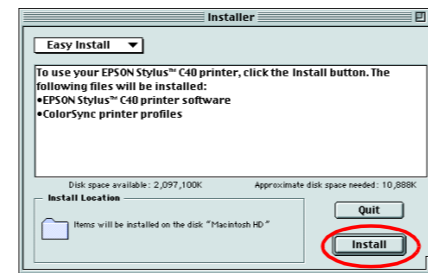 Installer
Easy Install
To use your EPSON Stylus™ C40 printer, click the Install button. The
following files will be installed:
•EPSON Stylus™ C40 printer software
•ColorSync printer profiles
Disk space available: 2,097,100K Approximate disk space needed: 10,888K
Install Location
Items will be installed on the disk "Macintosh HD"
Quit
Install